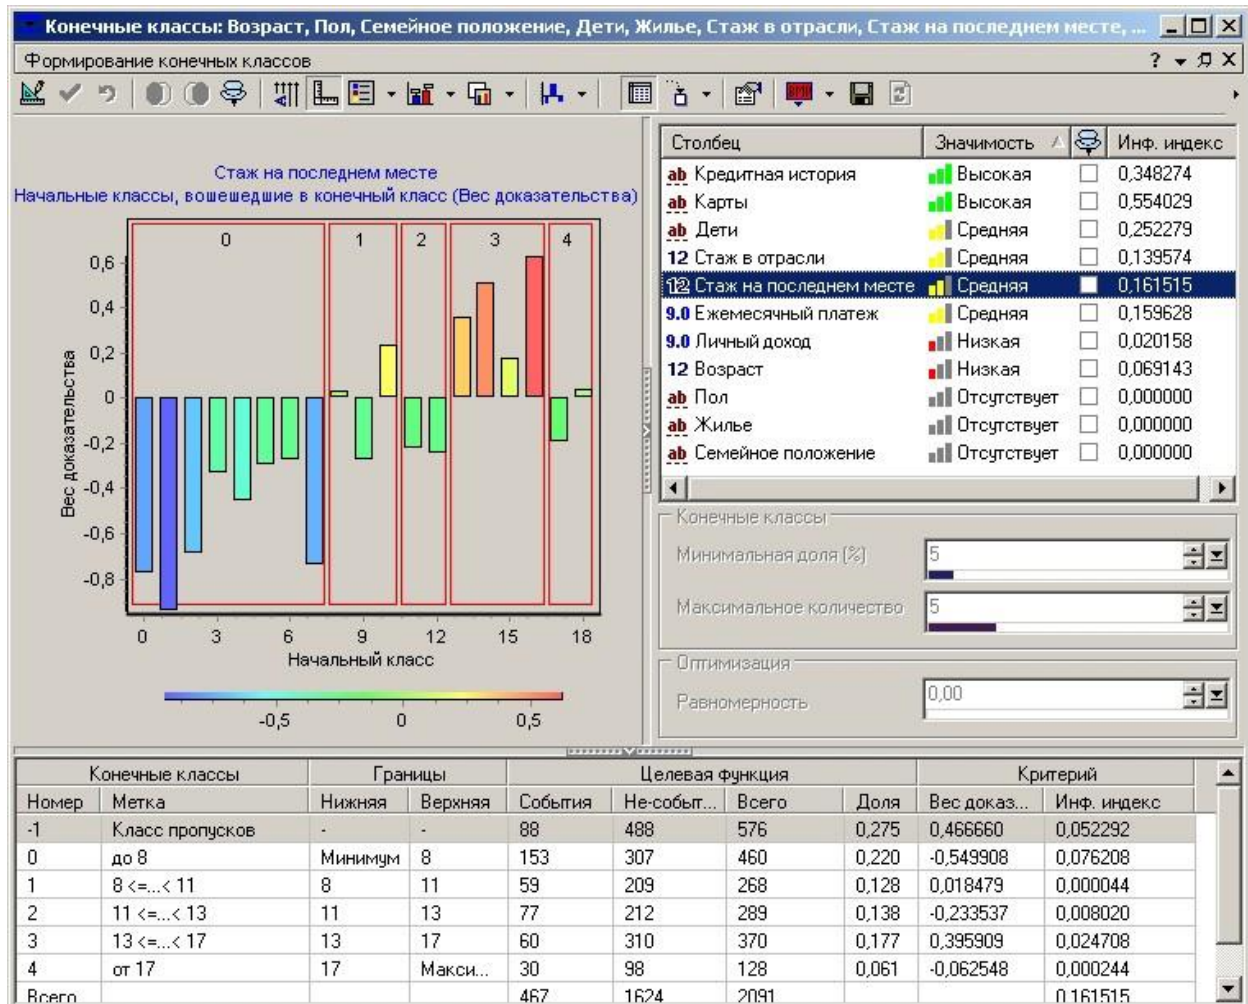 Конечные классы: Возраст, Пол, Семейное положение, Дети, Жилье, Стаж в отрасли, Стаж на последнем месте, ...
Формирование конечных классов
?
Стаж на последнем месте
Начальные классы, вошешедшие в конечный класс (Вес доказательства)
0 1 2 3 4
0,6
0,4
0,2
0
-0,2
-0,4
-0,6
-0,8
Вес доказательства
0 3 6 9 12 15 18
Начальный класс
-0,5 0 0,5
Столбец Значимость Инф. индекс
ab Кредитная история Высокая 0,348274
ab Карты Высокая 0,554029
ab Дети Средняя 0,252279
12 Стаж в отрасли Средняя 0,139574
12 Стаж на последнем месте Средняя 0,161515
9.0 Ежемесячный платеж Средняя 0,159628
9.0 Личный доход Низкая 0,020158
12 Возраст Низкая 0,069143
ab Пол Отсутствует 0,000000
ab Жилье Отсутствует 0,000000
ab Семейное положение Отсутствует 0,000000
Конечные классы
Минимальная доля (%) 5
Максимальное количество 5
Оптимизация
Равномерность 0,00
Конечные классы Границы Целевая функция Критерий
Номер Метка Нижняя Верхняя События Не-событ... Всего Доля Вес доказ... Инф. индекс
-1 Класс пропусков - - 88 488 576 0,275 0,466660 0,052292
0 до 8 Минимум 8 153 307 460 0,220 -0,549908 0,076208
1 8 <=...< 11 8 11 59 209 268 0,128 0,018479 0,000044
2 11 <=...< 13 11 13 77 212 289 0,138 -0,233537 0,008020
3 13 <=...< 17 13 17 60 310 370 0,177 0,395909 0,024708
4 от 17 17 Макси... 30 98 128 0,061 -0,062548 0,000244
Всего 467 1624 2091 0,161515